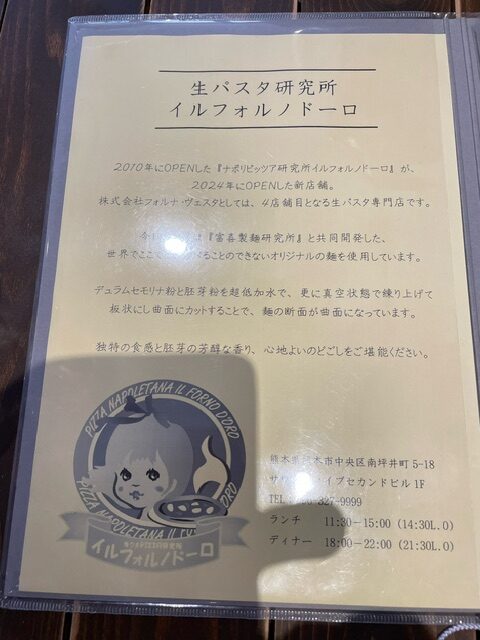 生パスタ研究所
イルフォルノドーロ
2010年にOPENした『ナポリピッツァ研究所イルフォルノドーロ』が、
2024年にOPENした新店舗。
株式会社フォルナ・ヴェスタとしては、4店舗目となる生パスタ専門店です。
『富喜製麺研究所』と共同開発した、
世界でここで べることのできないオリジナルの麺を使用しています。
デュラムセモリナ粉と胚芽粉を超低加水で、更に真空状態で練り上げて
板状にし曲面にカットすることで、麺の断面が曲面になっています。
独特の食感と胚芽の芳醇な香り、心地よいのどごしをご堪能ください。
PIZZA NAPOLETANA IL FORNO D'ORO
PIZZA NAPOLETANA IL
イルフォルノドーロ
熊本県 本市中央区南坪井町5-18
イブセカンドビル1F
TEL: 327-9999
ランチ 11:30-15:00 (14:30L.O)
ディナー 18:00-22:00 (21:30L.O)